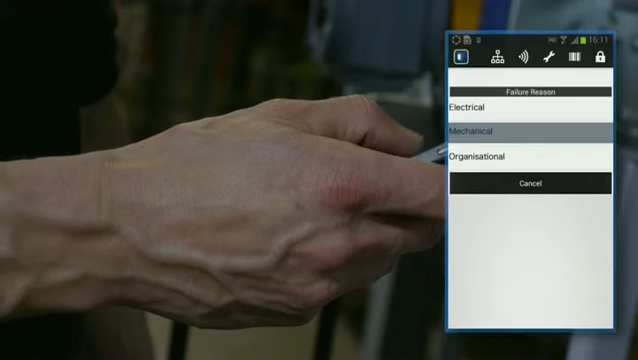 16:11
Failure Reason
Electrical
Mechanical
Organisational
Cancel